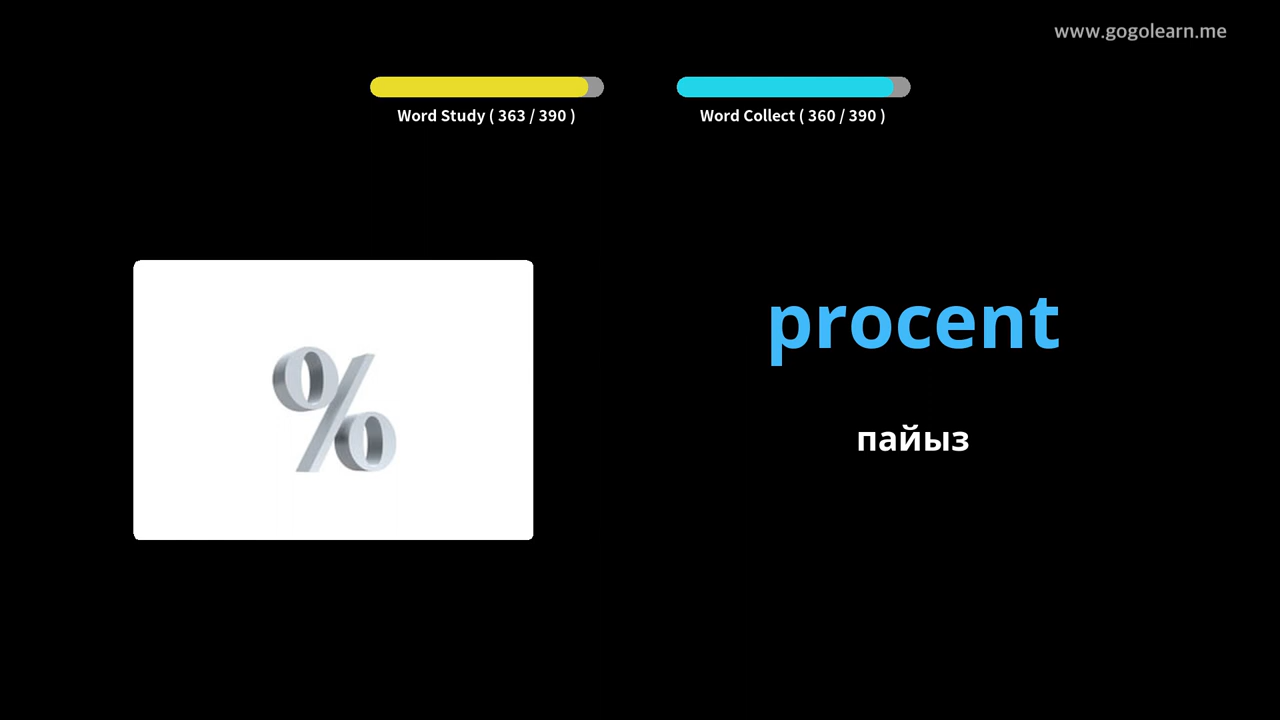 www.gogolearn.me
Word Study ( 363 / 390 )
Word Collect ( 360 / 390 )
%
procent
пайыз